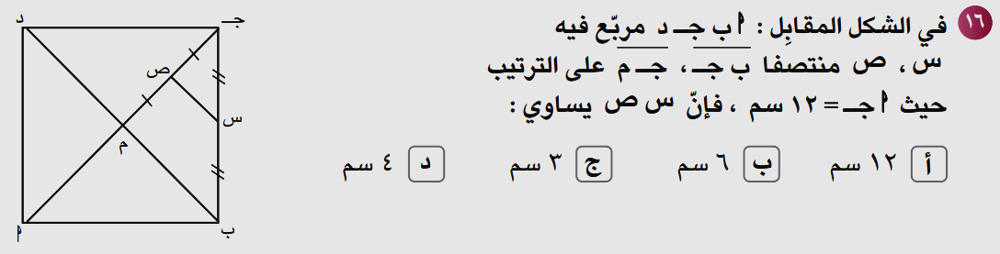 ١٦ في الشكل المقابِل : أ ب جـ د مربّع فيه
س ، ص منتصفا ب جـ ، جـ م على الترتيب
حيث أ جـ = ١٢ سم ، فإنّ س ص يساوي :
أ ١٢ سم ب ٦ سم ج ٣ سم د ٤ سم
د جـ
ص
س
م
أ ب